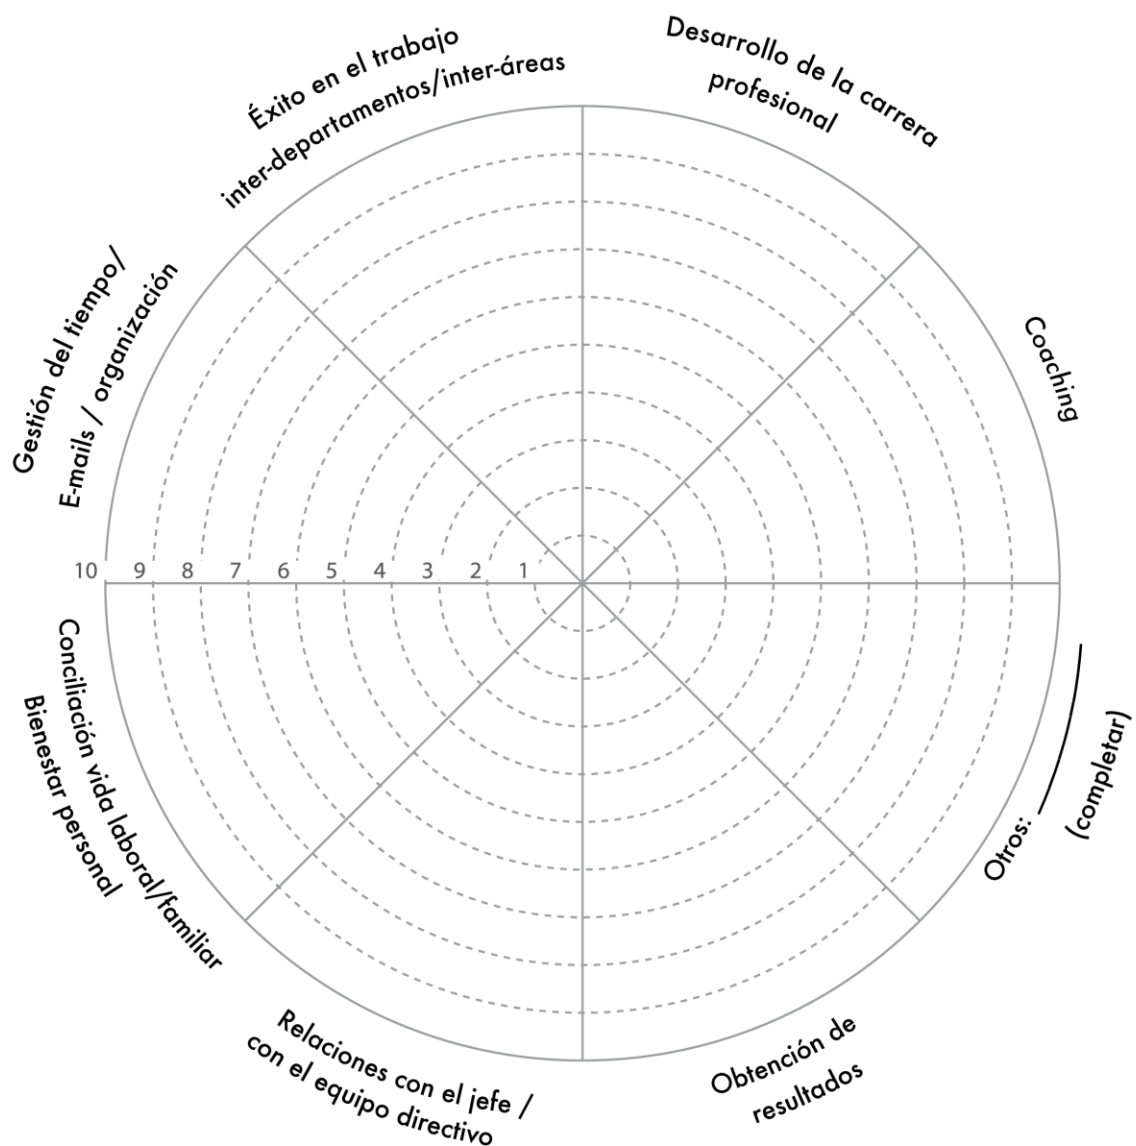 Éxito en el trabajo
inter-departamentos/inter-áreas
Desarrollo de la carrera
profesional
Gestión del tiempo/
E-mails / organización
Coaching
10 9 8 7 6 5 4 3 2 1
Conciliación vida laboral/familiar
Bienestar personal
Otros:
(completar)
Relaciones con el jefe /
con el equipo directivo
Obtención de
resultados